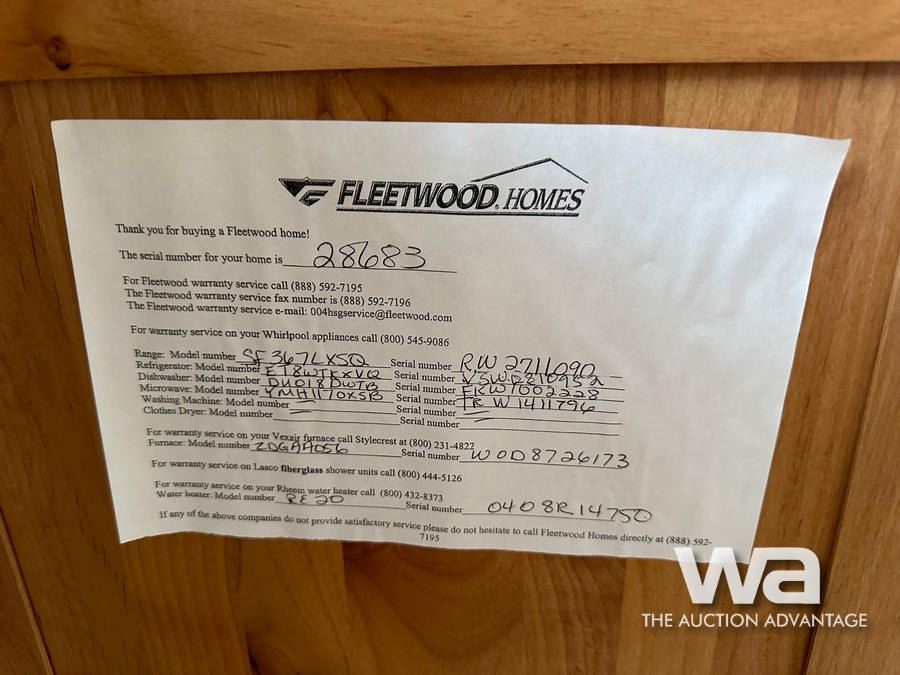 FLEETWOOD HOMES
Thank you for buying a Fleetwood home!
The serial number for your home is 28683
For Fleetwood warranty service call (888) 592-7195
The Fleetwood warranty service fax number is (888) 592-7196
The Fleetwood warranty service e-mail: 004hsgservice@fleetwood.com
For warranty service on your Whirlpool appliances call (800) 545-9086
Range: Model number SF367LXSQ Serial number RW2711090
Refrigerator: Model number ET8WTKXVQ Serial number
Dishwasher: Model number DU018DWTB Serial number
Microwave: Model number YMH1170XSB Serial number TRW1411796
Washing Machine: Model number Serial number
Clothes Dryer: Model number Serial number
For warranty service on your Vexair furnace call Stylecrest at (800) 231-4822
Furnace: Model number Serial number W0D8726173
For warranty service on Lasco fiberglass shower units call (800) 444-5126
For warranty service on your Rheem water heater call (800) 432-8373
Water heater: Model number RE20 Serial number 0408R14750
If any of the above companies do not provide satisfactory service please do not hesitate to call Fleetwood Homes directly at (888) 592-
7195
wa
THE AUCTION ADVANTAGE